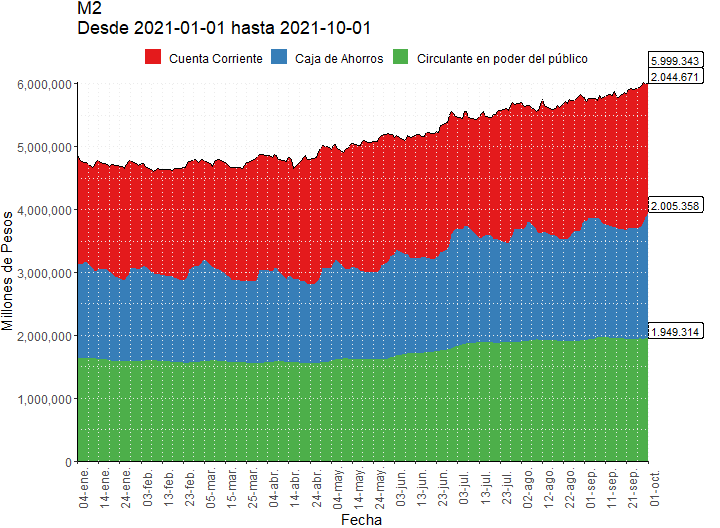 M2
Desde 2021-01-01 hasta 2021-10-01
Cuenta Corriente Caja de Ahorros Circulante en poder del público
5.999.343
2.044.671
2.005.358
1.949.314
Millones de Pesos
6,000,000
5,000,000
4,000,000
3,000,000
2,000,000
1,000,000
0
04-ene.
14-ene.
24-ene.
03-feb.
13-feb.
23-feb.
05-mar.
15-mar.
25-mar.
04-abr.
14-abr.
24-abr.
04-may.
14-may.
24-may.
03-jun.
13-jun.
23-jun.
03-jul.
13-jul.
23-jul.
02-ago.
12-ago.
22-ago.
01-sep.
11-sep.
21-sep.
01-oct.
Fecha